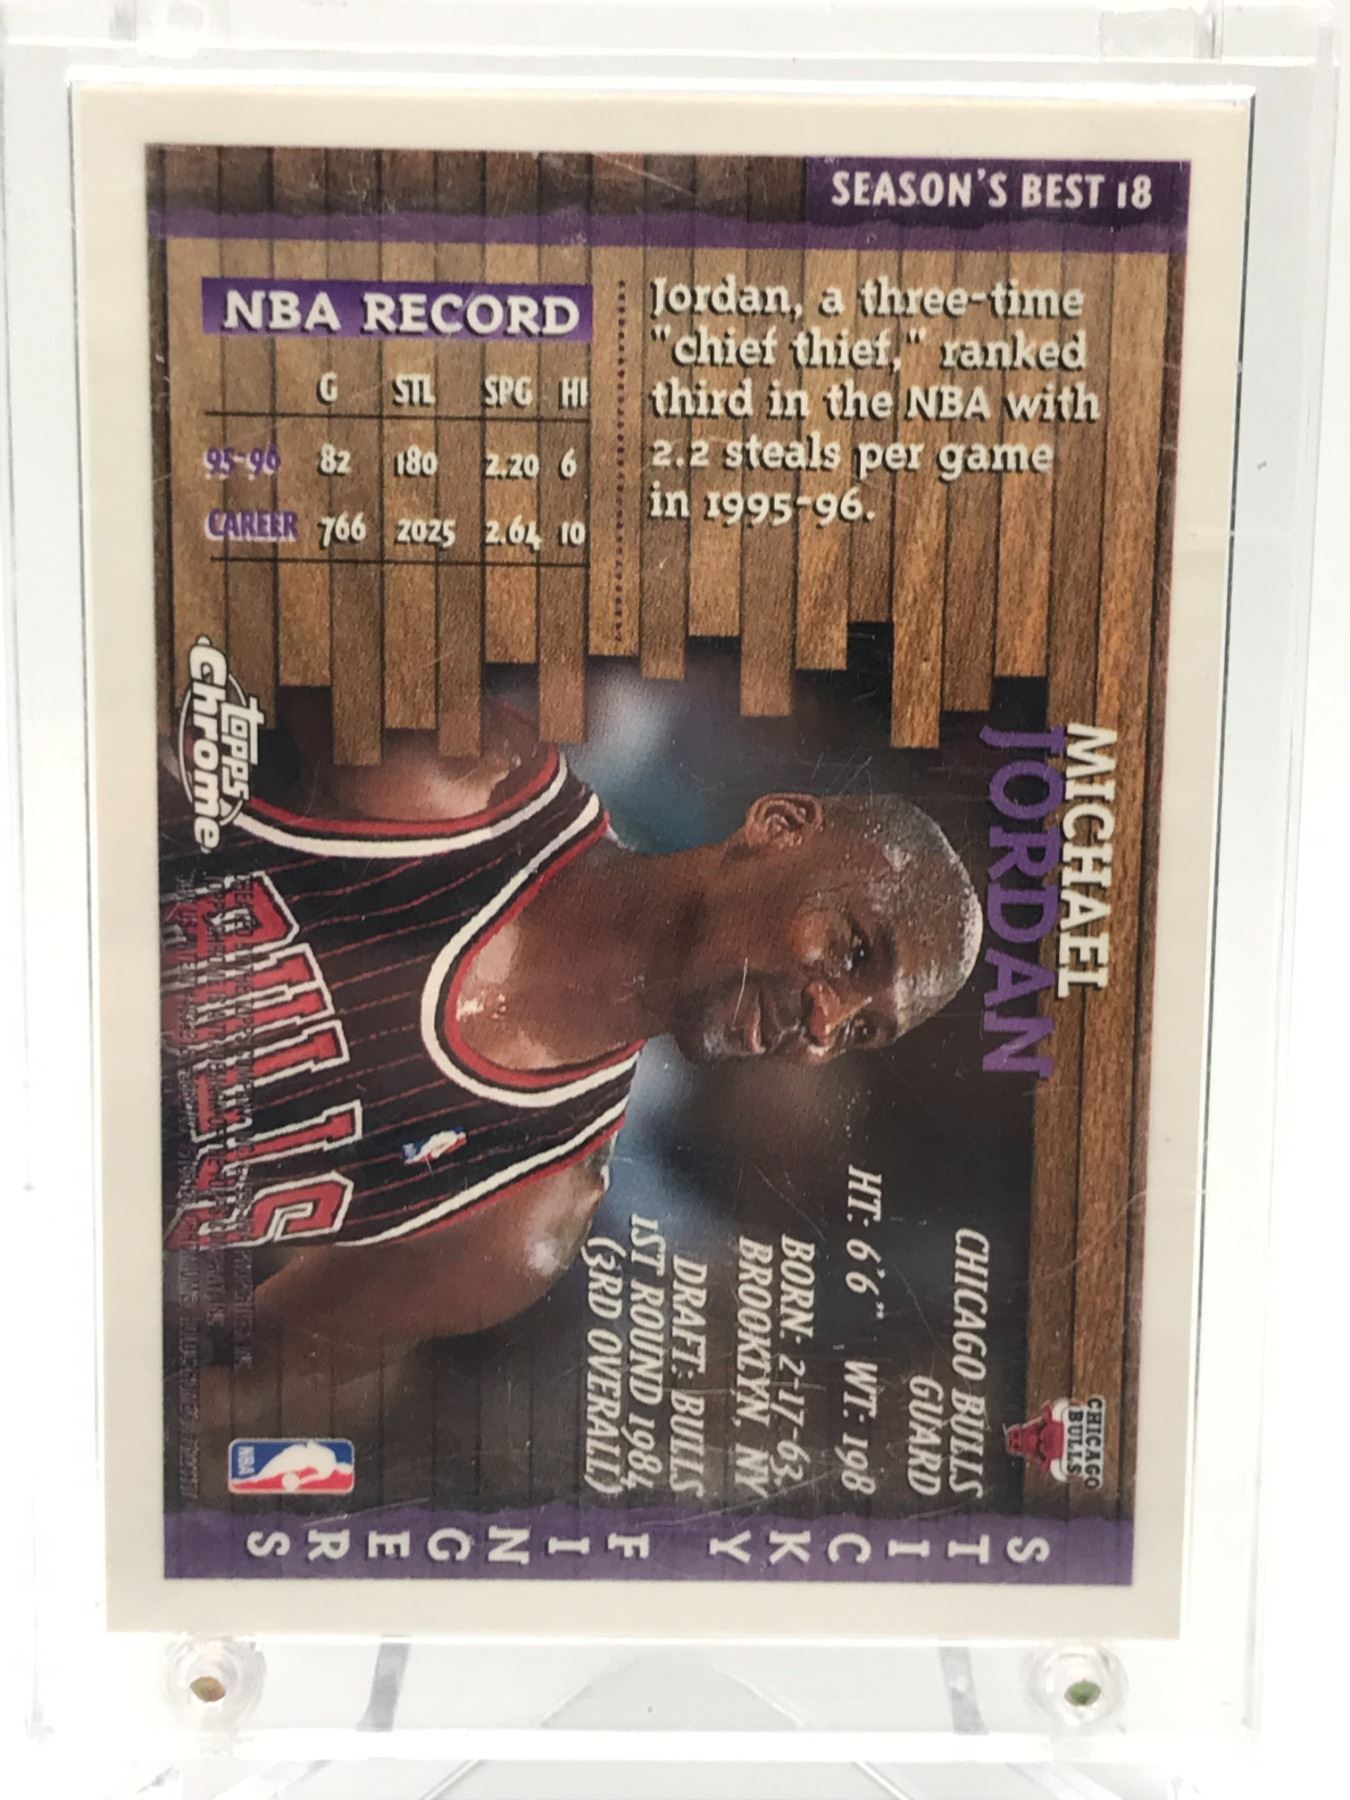 SEASON'S BEST 18
NBA RECORD
G STL SPG HI
95-96 82 180 2.20 6
CAREER 766 2025 2.64 10
Jordan, a three-time
"chief thief," ranked
third in the NBA with
2.2 steals per game
in 1995-96.
MICHAEL
JORDAN
CHICAGO
BULLS
CHICAGO BULLS
GUARD
HT: 6'6" WT: 198
BORN: 2-17-63
BROOKLYN, NY
DRAFT: BULLS
1ST ROUND 1984
(3RD OVERALL)
topps
Chrome
BULLS
NBA
STICKY FINGERS